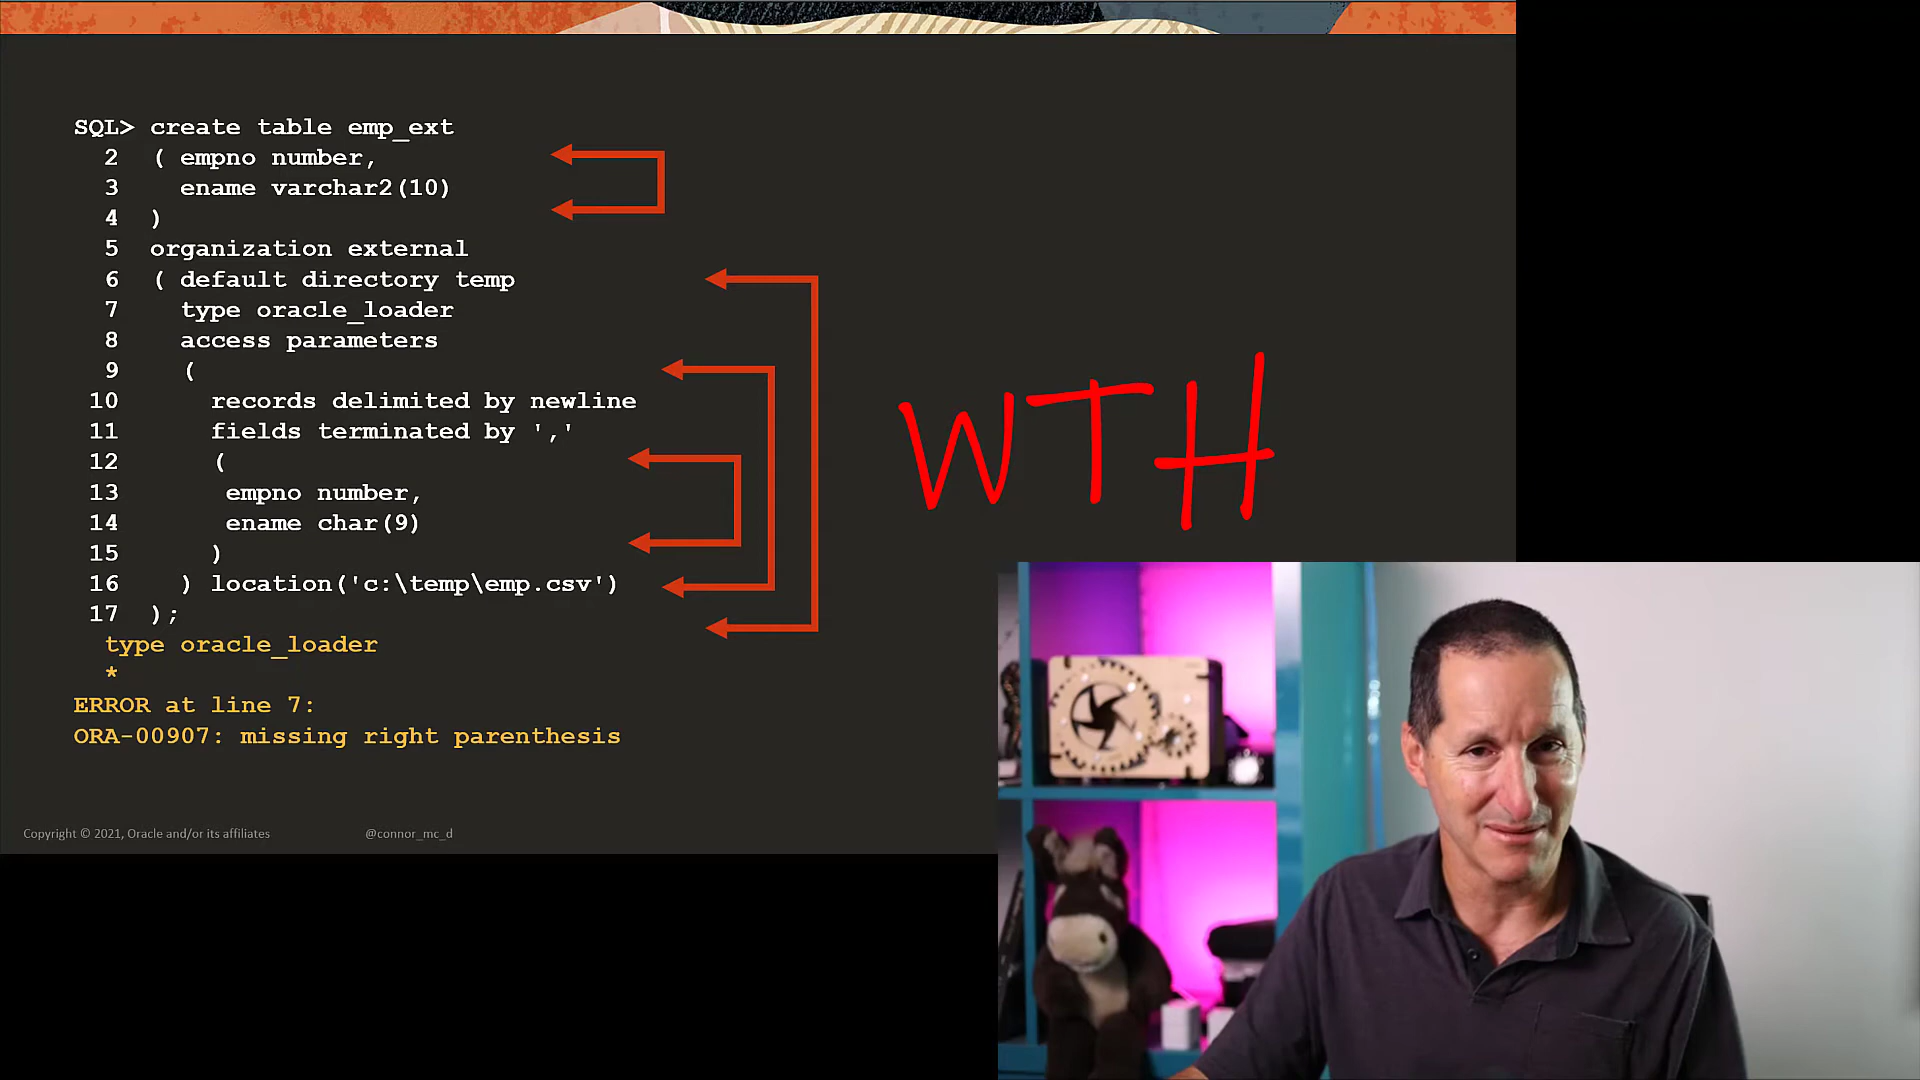 SQL> create table emp_ext
2 ( empno number,
3 ename varchar2(10)
4 )
5 organization external
6 ( default directory temp
7 type oracle_loader
8 access parameters
9 (
10 records delimited by newline
11 fields terminated by ','
12 (
13 empno number,
14 ename char(9)
15 )
16 ) location('c:\temp\emp.csv')
17 );
type oracle_loader
*
ERROR at line 7:
ORA-00907: missing right parenthesis
WTH
Copyright © 2021, Oracle and/or its affiliates
@connor_mc_d